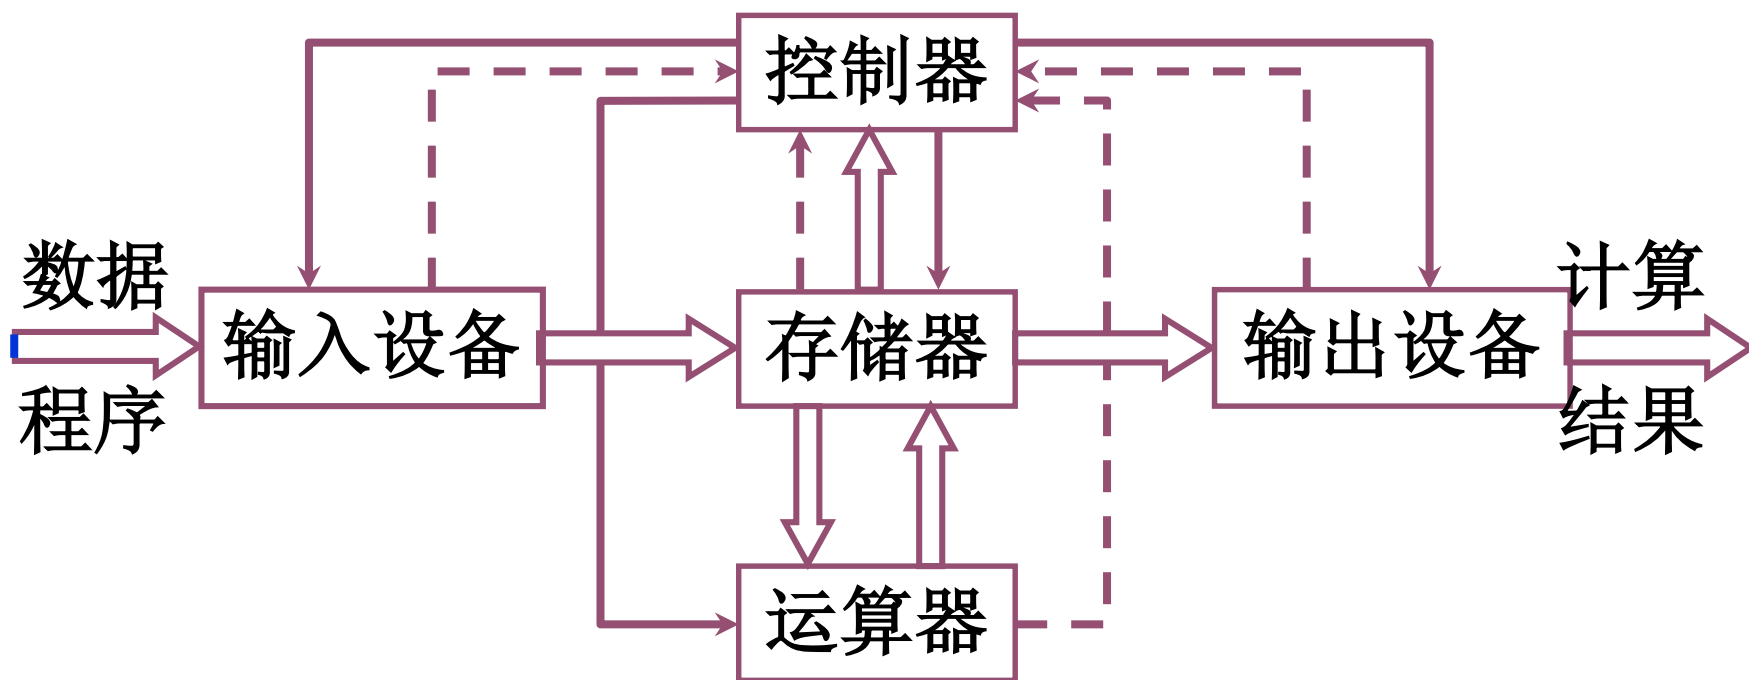 控制器
数据
程序
输入设备
存储器
输出设备
计算
结果
运算器